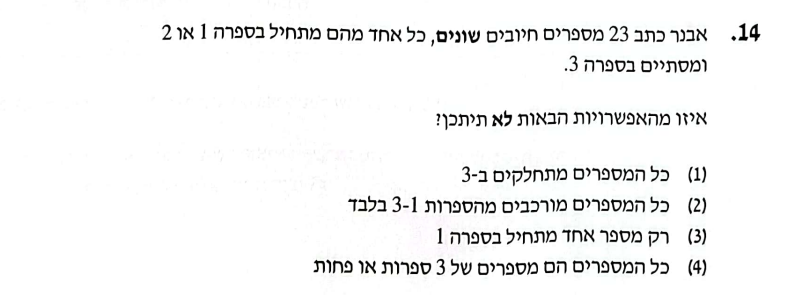 14. אבנר כתב 23 מספרים חיובים שונים, כל אחד מהם מתחיל בספרה 1 או 2
ומסתיים בספרה 3.
איזו מהאפשרויות הבאות לא תיתכן?
(1) כל המספרים מתחלקים ב-3
(2) כל המספרים מורכבים מהספרות 3-1 בלבד
(3) רק מספר אחד מתחיל בספרה 1
(4) כל המספרים הם מספרים של 3 ספרות או פחות